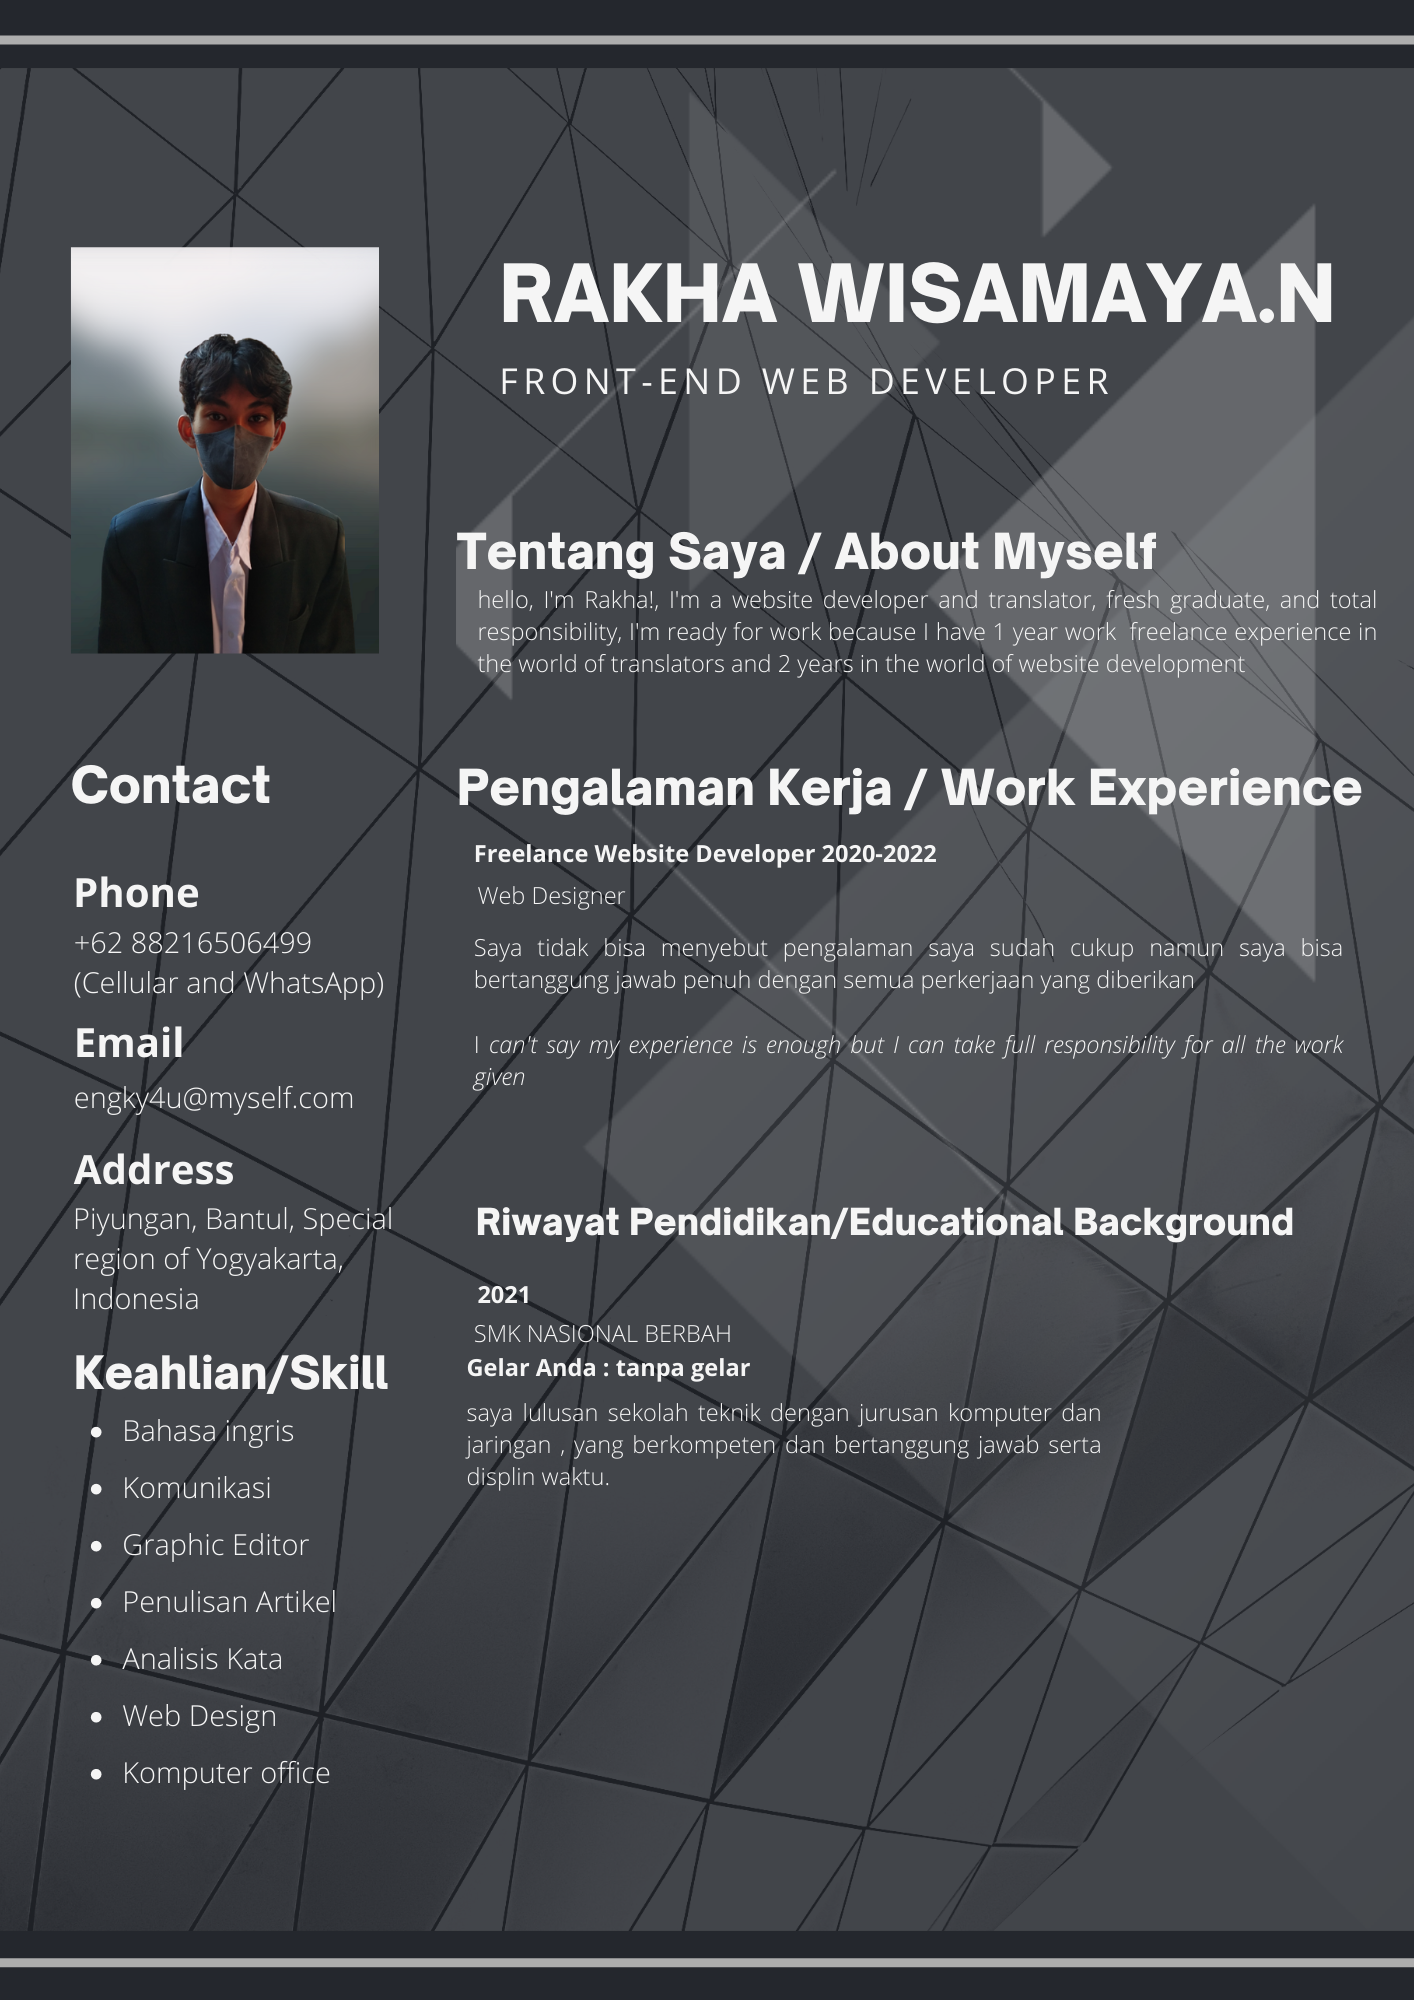 RAKHA WISAMAYA.N
FRONT-END WEB DEVELOPER
Tentang Saya / About Myself
hello, I'm Rakha!, I'm a website developer and translator, fresh graduate, and total
responsibility, I'm ready for work because I have 1 year work freelance experience in
the world of translators and 2 years in the world of website development
Contact
Phone
+62 88216506499
(Cellular and WhatsApp)
Email
engky4u@myself.com
Address
Piyungan, Bantul, Special
region of Yogyakarta,
Indonesia
Keahlian/Skill
• Bahasa ingris
• Komunikasi
• Graphic Editor
• Penulisan Artikel
• Analisis Kata
• Web Design
• Komputer office
Pengalaman Kerja / Work Experience
Freelance Website Developer 2020-2022
Web Designer
Saya tidak bisa menyebut pengalaman saya sudah cukup namun saya bisa
bertanggung jawab penuh dengan semua perkerjaan yang diberikan
I can't say my experience is enough but I can take full responsibility for all the work
given
Riwayat Pendidikan/Educational Background
2021
SMK NASIONAL BERBAH
Gelar Anda : tanpa gelar
saya lulusan sekolah teknik dengan jurusan komputer dan
jaringan , yang berkompeten dan bertanggung jawab serta
displin waktu.